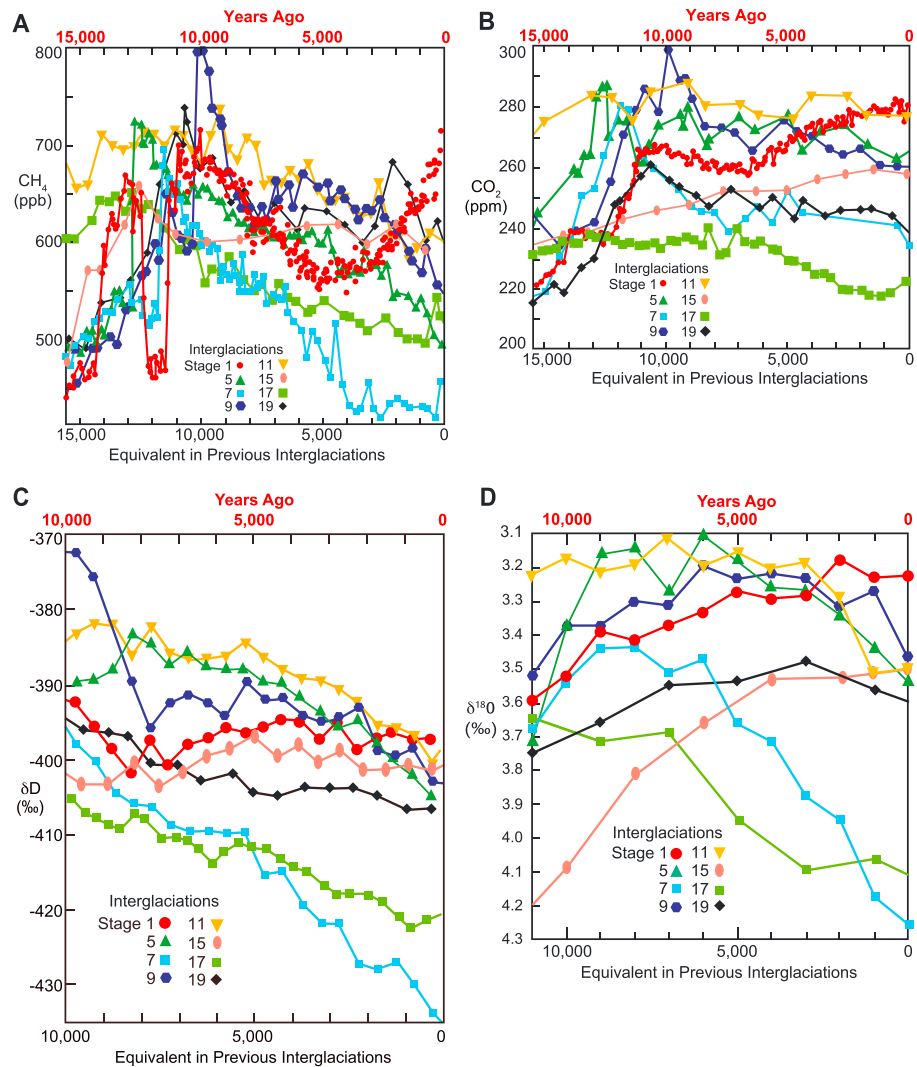 A
Years Ago
15,000 10,000 5,000 0
800
700
CH4
(ppb)
600
500
Interglaciations
Stage 1 11
5 15
7 17
9 19
15,000 10,000 5,000 0
Equivalent in Previous Interglaciations
B
Years Ago
15,000 10,000 5,000 0
300
280
260
CO2
(ppm)
240
220
200
Interglaciations
Stage 1 11
5 15
7 17
9 19
15,000 10,000 5,000 0
Equivalent in Previous Interglaciations
C
Years Ago
10,000 5,000 0
-370
-380
-390
-400
δD
(‰)
-410
-420
-430
Interglaciations
Stage 1 11
5 15
7 17
9 19
10,000 5,000 0
Equivalent in Previous Interglaciations
D
Years Ago
10,000 5,000 0
3.1
3.2
3.3
3.4
3.5
3.6
δ18O
(‰)
3.7
3.8
3.9
4.0
4.1
4.2
4.3
Interglaciations
Stage 1 11
5 15
7 17
9 19
10,000 5,000 0
Equivalent in Previous Interglaciations